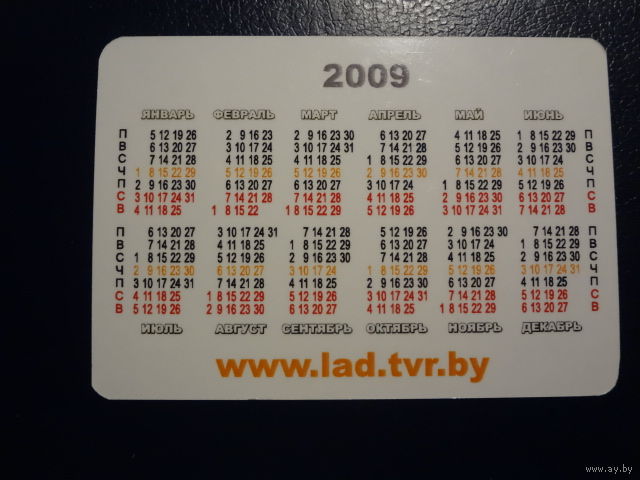 2009
ЯНВАРЬ ФЕВРАЛЬ МАРТ АПРЕЛЬ МАЙ ИЮНЬ
П 5 12 19 26 2 9 16 23 2 9 16 23 30 6 13 20 27 4 11 18 25 1 8 15 22 29 П
В 6 13 20 27 3 10 17 24 3 10 17 24 31 7 14 21 28 5 12 19 26 2 9 16 23 30 В
С 7 14 21 28 4 11 18 25 4 11 18 25 1 8 15 22 29 6 13 20 27 3 10 17 24 С
Ч 1 8 15 22 29 5 12 19 26 5 12 19 26 2 9 16 23 30 7 14 21 28 4 11 18 25 Ч
П 2 9 16 23 30 6 13 20 27 6 13 20 27 3 10 17 24 1 8 15 22 29 5 12 19 26 П
С 3 10 17 24 31 7 14 21 28 7 14 21 28 4 11 18 25 2 9 16 23 30 6 13 20 27 С
В 4 11 18 25 1 8 15 22 1 8 15 22 29 5 12 19 26 3 10 17 24 31 7 14 21 28 В
П 6 13 20 27 3 10 17 24 31 7 14 21 28 5 12 19 26 2 9 16 23 30 7 14 21 28 П
В 7 14 21 28 4 11 18 25 1 8 15 22 29 6 13 20 27 3 10 17 24 1 8 15 22 29 В
С 1 8 15 22 29 5 12 19 26 2 9 16 23 30 7 14 21 28 4 11 18 25 2 9 16 23 30 С
Ч 2 9 16 23 30 6 13 20 27 3 10 17 24 1 8 15 22 29 5 12 19 26 3 10 17 24 31 Ч
П 3 10 17 24 31 7 14 21 28 4 11 18 25 2 9 16 23 30 6 13 20 27 4 11 18 25 П
С 4 11 18 25 1 8 15 22 29 5 12 19 26 3 10 17 24 31 7 14 21 28 5 12 19 26 С
В 5 12 19 26 2 9 16 23 30 6 13 20 27 4 11 18 25 1 8 15 22 29 6 13 20 27 В
ИЮЛЬ АВГУСТ СЕНТЯБРЬ ОКТЯБРЬ НОЯБРЬ ДЕКАБРЬ
www.lad.tvr.by
www.ay.by